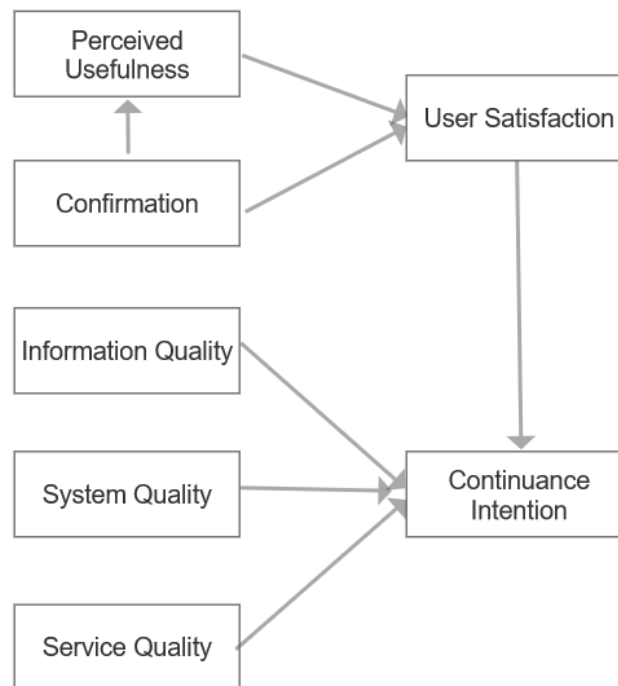 Perceived
Usefulness
User Satisfaction
Confirmation
Information Quality
System Quality
Continuance
Intention
Service Quality